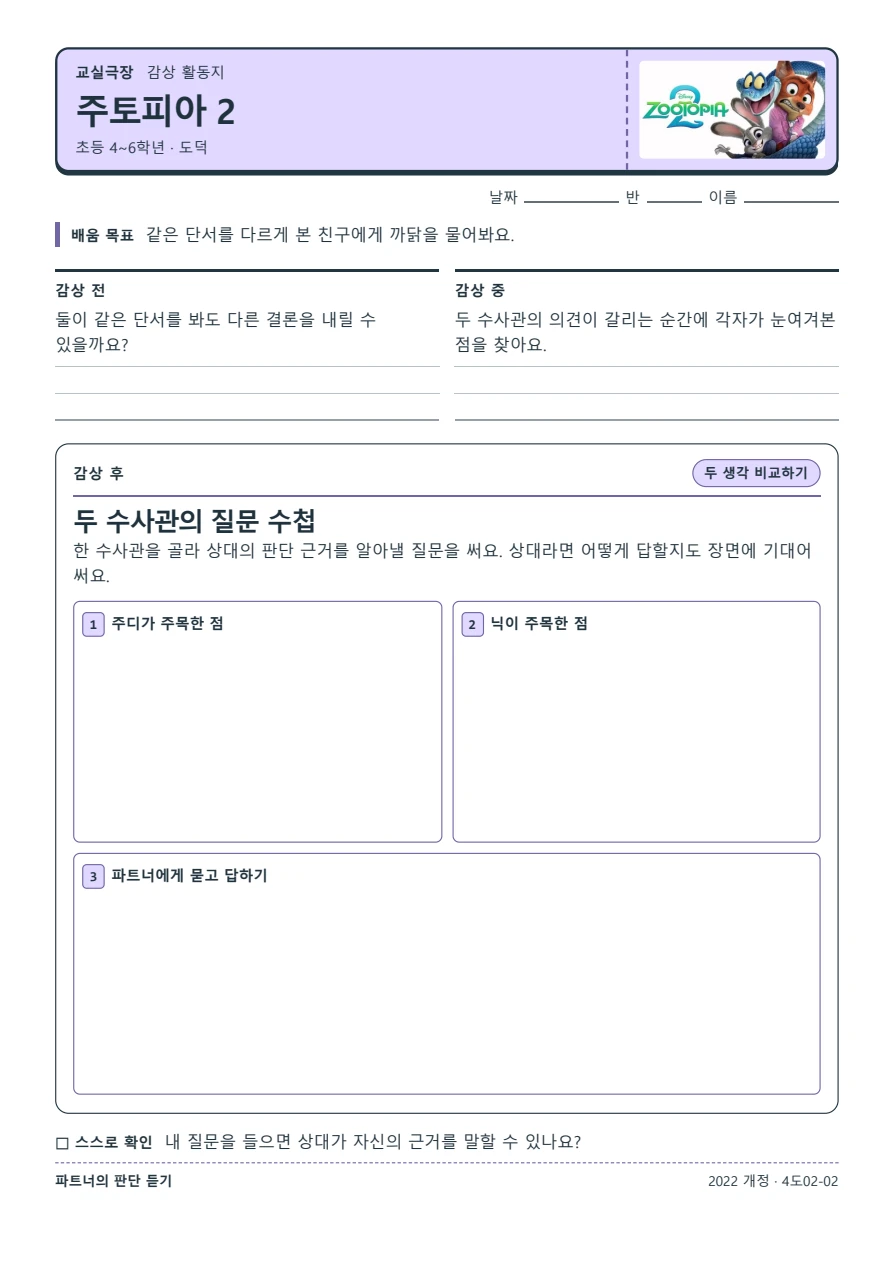 교실극장 감상 활동지
주토피아 2
초등 4~6학년 · 도덕
Disney
ZOOTOPIA
2
날짜 반 이름
배움 목표 같은 단서를 다르게 본 친구에게 까닭을 물어봐요.
감상 전
둘이 같은 단서를 봐도 다른 결론을 내릴 수
있을까요?
감상 중
두 수사관의 의견이 갈리는 순간에 각자가 눈여겨본
점을 찾아요.
감상 후
두 생각 비교하기
두 수사관의 질문 수첩
한 수사관을 골라 상대의 판단 근거를 알아낼 질문을 써요. 상대라면 어떻게 답할지도 장면에 기대어
써요.
1 주디가 주목한 점
2 닉이 주목한 점
3 파트너에게 묻고 답하기
□ 스스로 확인 내 질문을 들으면 상대가 자신의 근거를 말할 수 있나요?
파트너의 판단 듣기
2022 개정 · 4도02-02